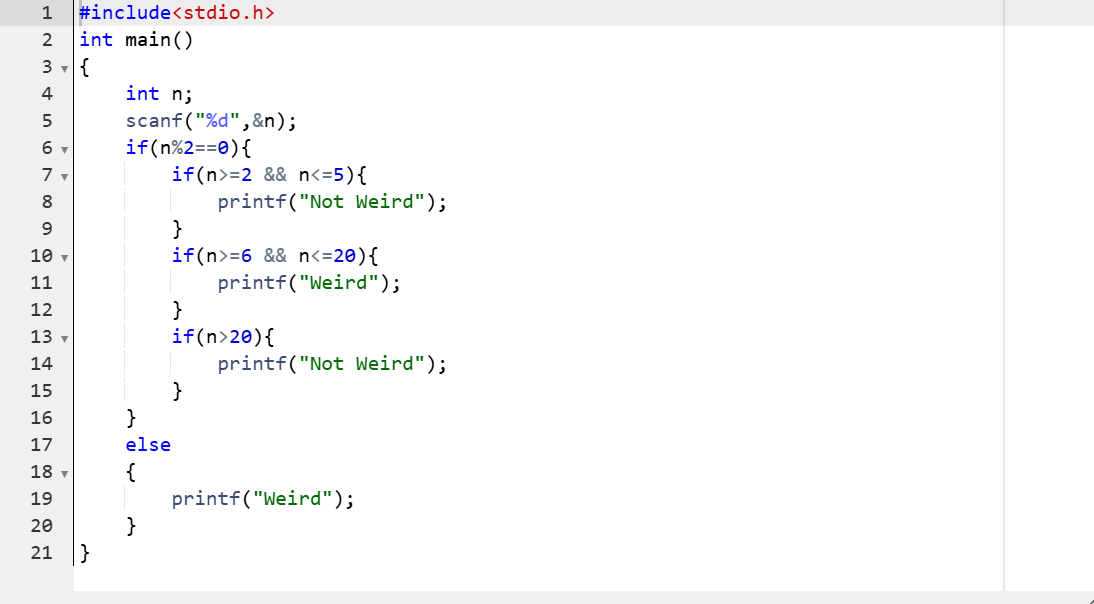 1 #include<stdio.h>
2 int main()
3 {
4     int n;
5     scanf("%d",&n);
6     if(n%2==0){
7         if(n>=2 && n<=5){
8             printf("Not Weird");
9         }
10         if(n>=6 && n<=20){
11             printf("Weird");
12         }
13         if(n>20){
14             printf("Not Weird");
15         }
16     }
17     else
18     {
19         printf("Weird");
20     }
21 }